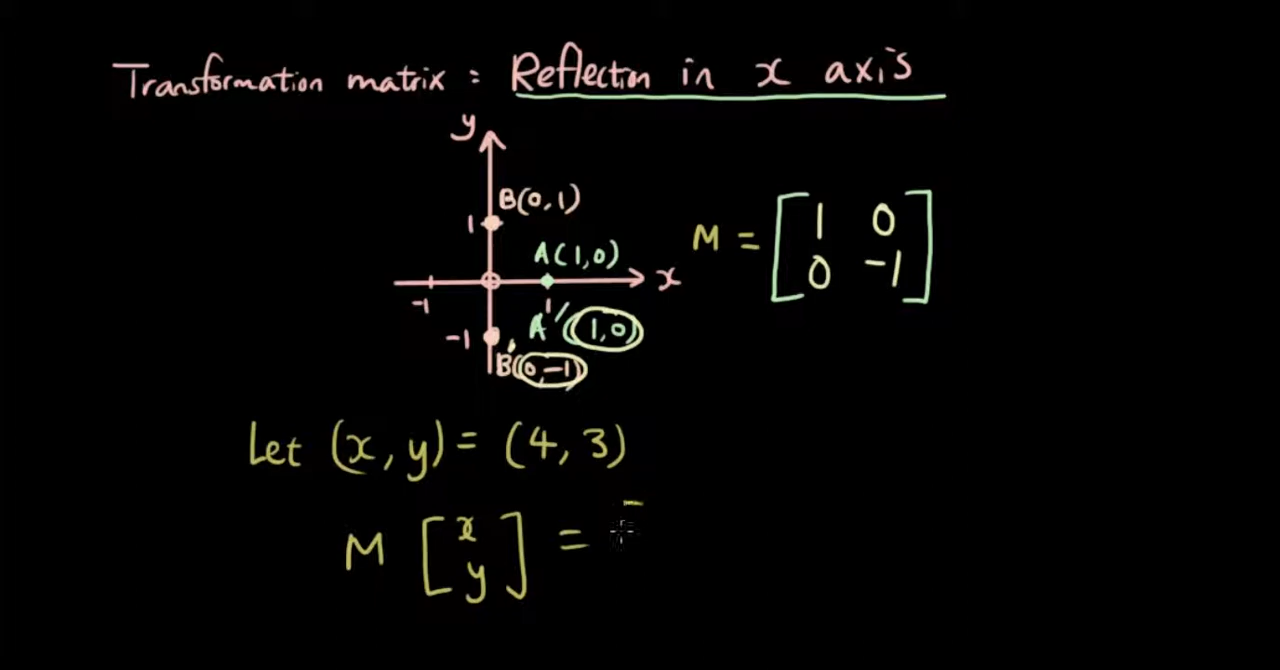 Transformation matrix : Reflection in x axis
y
B(0,1)
1
A(1,0)
x
-1
1
-1
A'(1,0)
B'(0,-1)
M = [1 0
0 -1]
Let (x, y) = (4, 3)
M [x
y] =